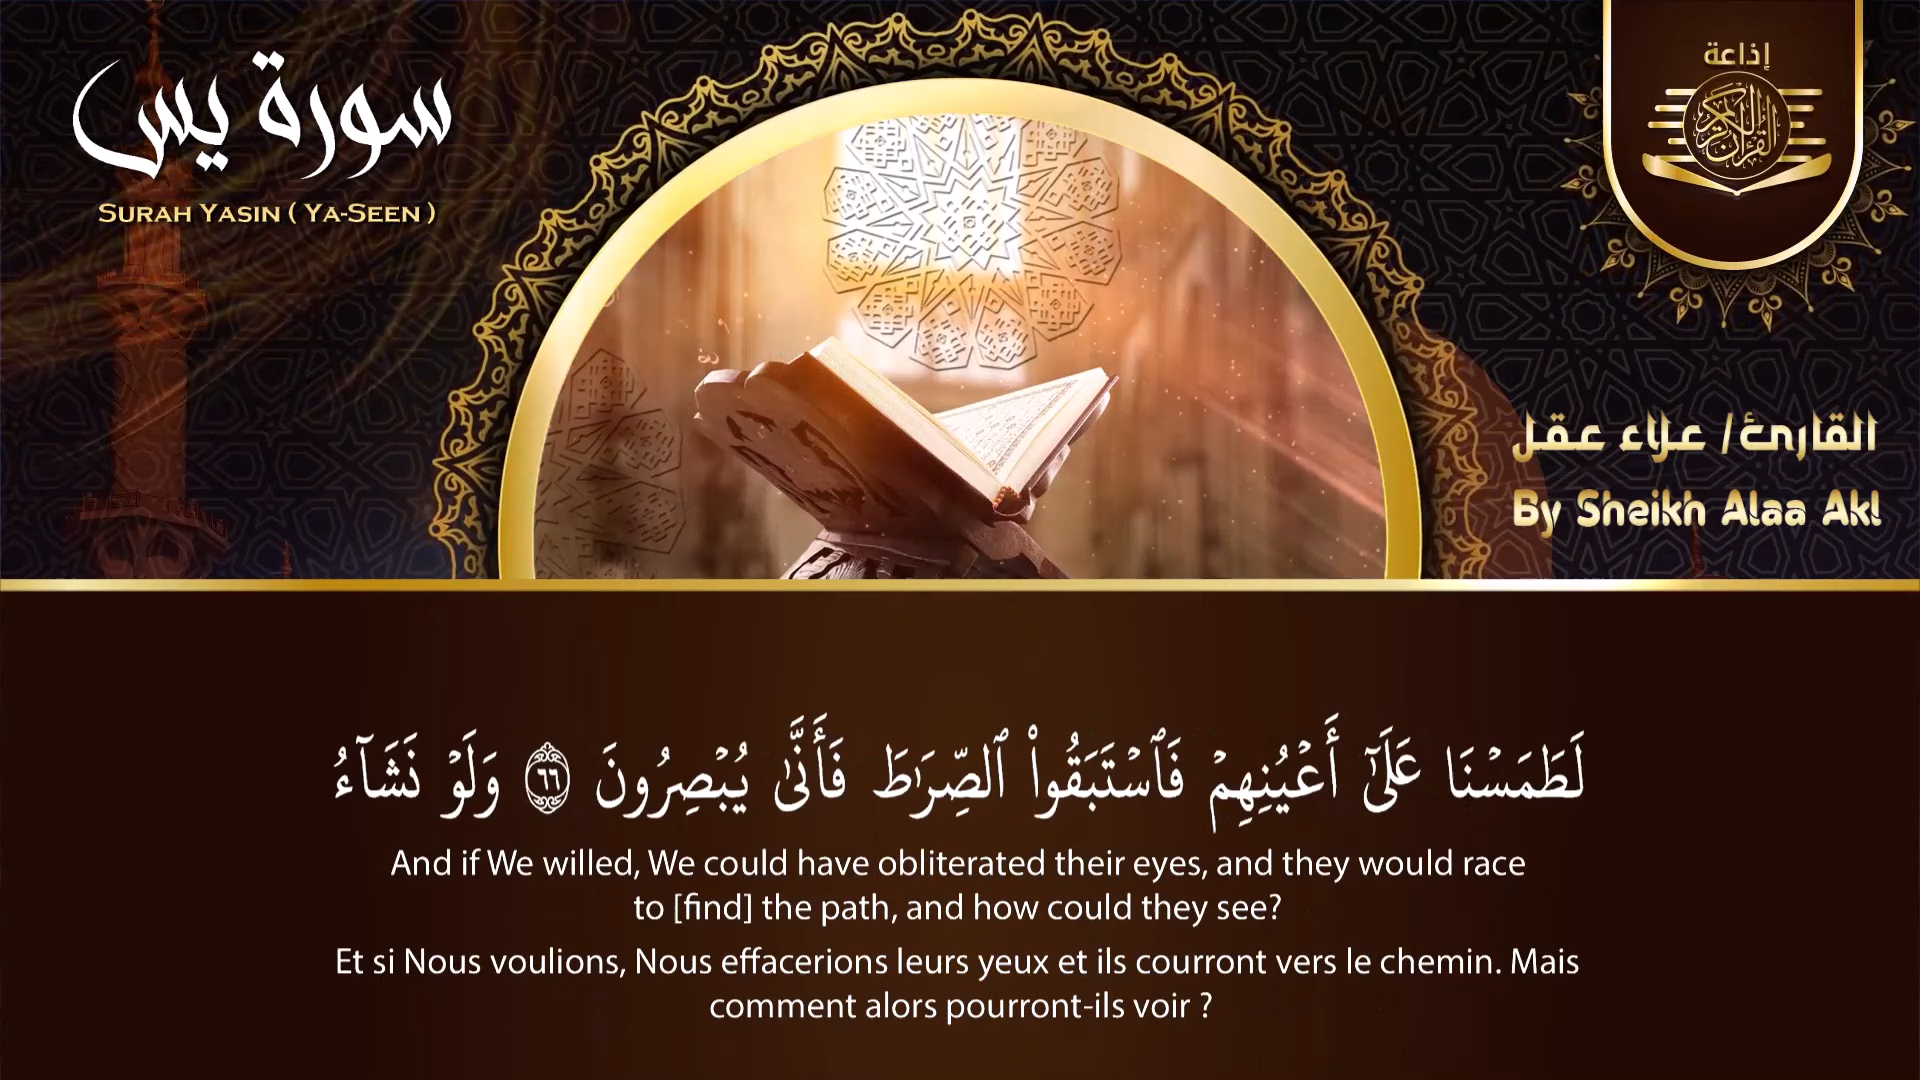 سورة يس
SURAH YASIN ( YA-SEEN )
إذاعة
القرآن الكريم
القارئ/ علاء عقل
By Sheikh Alaa Akl
لَطَمَسْنَا عَلَىٰٓ أَعْيُنِهِمْ فَٱسْتَبَقُوا۟ ٱلصِّرَٰطَ فَأَنَّىٰ يُبْصِرُونَ ٦٦ وَلَوْ نَشَآءُ
And if We willed, We could have obliterated their eyes, and they would race
to [find] the path, and how could they see?
Et si Nous voulions, Nous effacerions leurs yeux et ils courront vers le chemin. Mais
comment alors pourront-ils voir ?